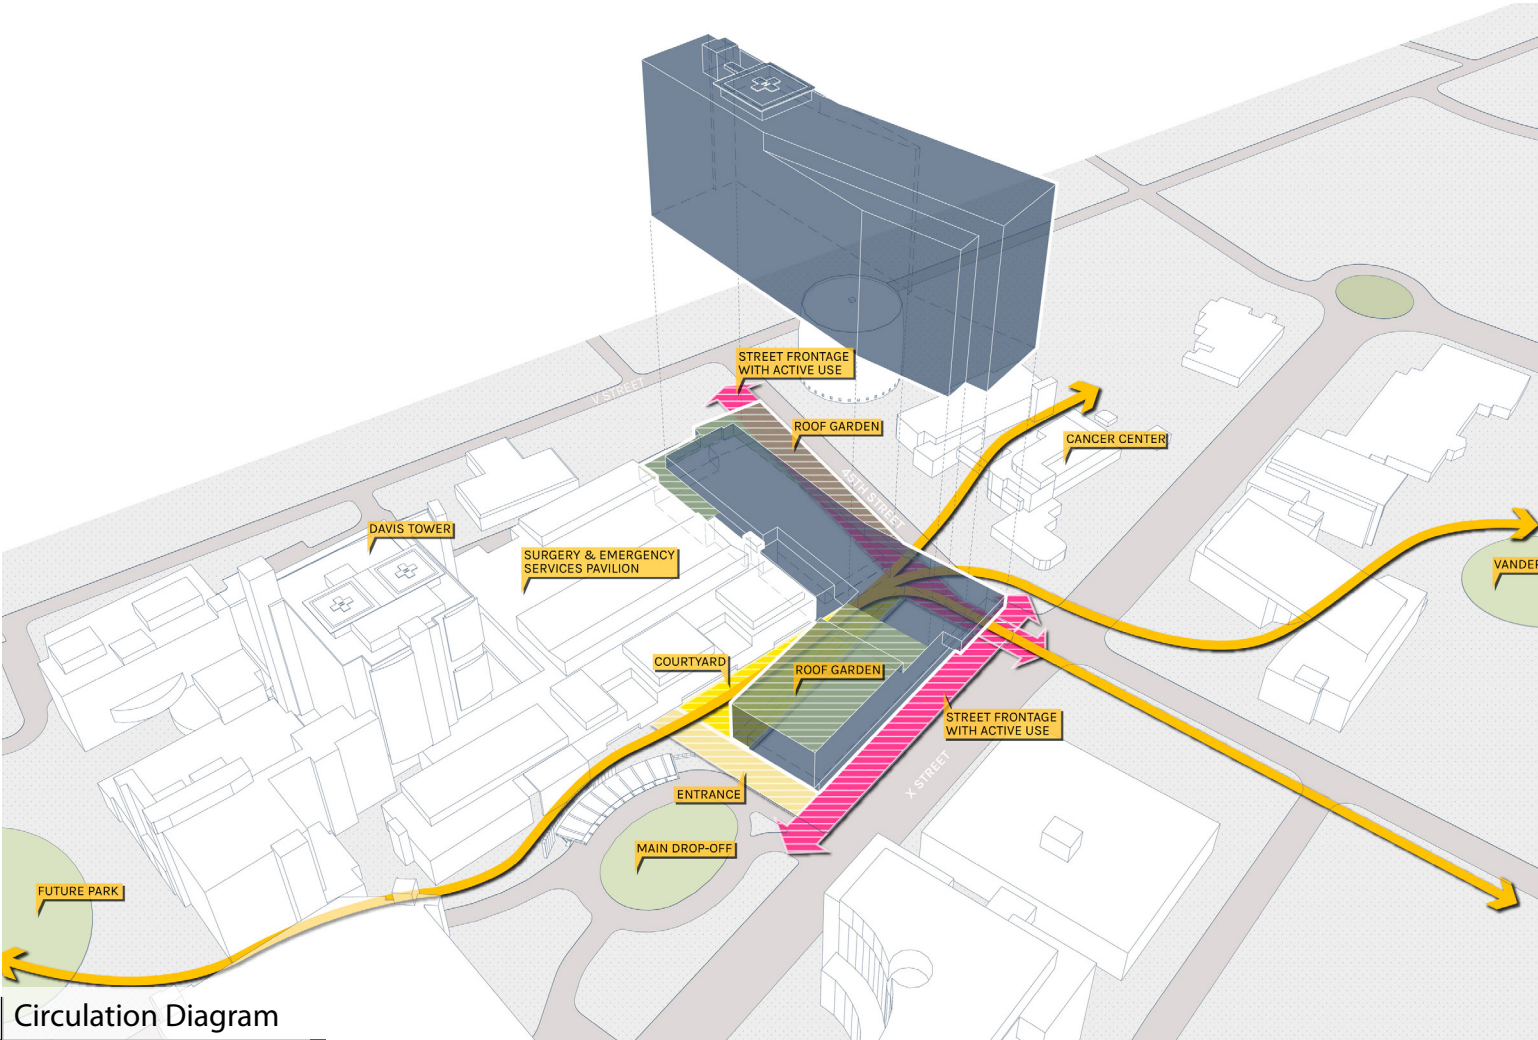 STREET FRONTAGE
WITH ACTIVE USE
V STREET
ROOF GARDEN
CANCER CENTER
45TH STREET
DAVIS TOWER
SURGERY & EMERGENCY
SERVICES PAVILION
VANDER
COURTYARD
ROOF GARDEN
STREET FRONTAGE
WITH ACTIVE USE
X STREET
ENTRANCE
MAIN DROP-OFF
FUTURE PARK
Circulation Diagram